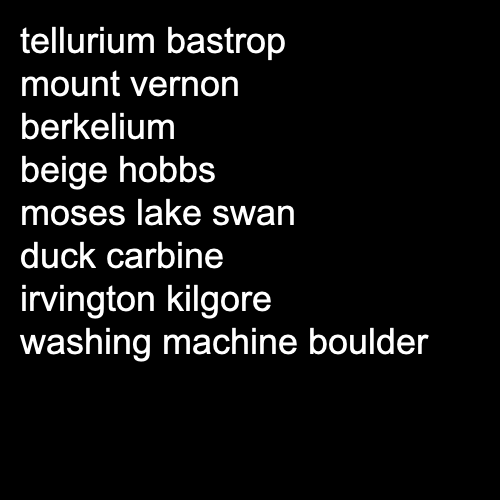 tellurium bastrop
mount vernon
berkelium
beige hobbs
moses lake swan
duck carbine
irvington kilgore
washing machine boulder